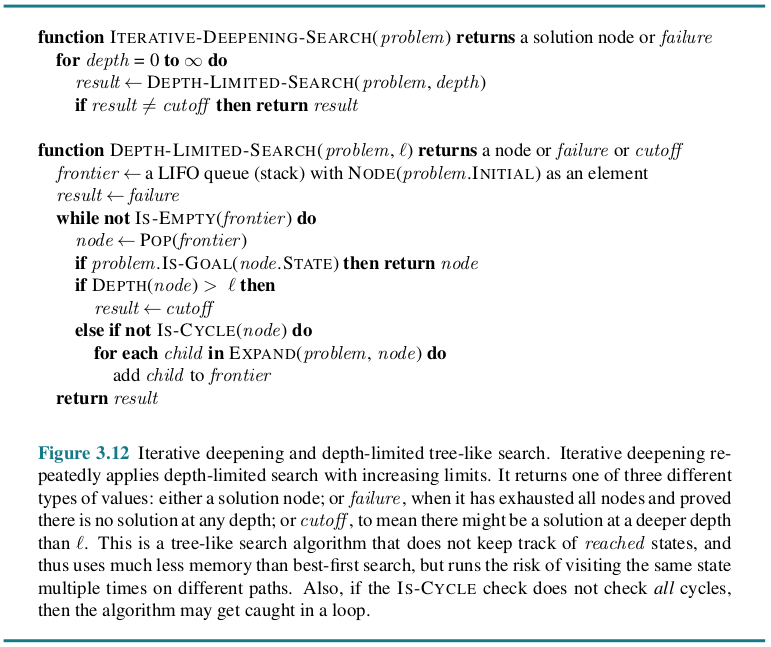 function ITERATIVE-DEEPENING-SEARCH(problem) returns a solution node or failure
for depth = 0 to ∞ do
result ← DEPTH-LIMITED-SEARCH(problem, depth)
if result ≠ cutoff then return result
function DEPTH-LIMITED-SEARCH(problem, ℓ) returns a node or failure or cutoff
frontier ← a LIFO queue (stack) with NODE(problem.INITIAL) as an element
result ← failure
while not IS-EMPTY(frontier) do
node ← POP(frontier)
if problem.IS-GOAL(node.STATE) then return node
if DEPTH(node) > ℓ then
result ← cutoff
else if not IS-CYCLE(node) do
for each child in EXPAND(problem, node) do
add child to frontier
return result
Figure 3.12 Iterative deepening and depth-limited tree-like search. Iterative deepening re-
peatedly applies depth-limited search with increasing limits. It returns one of three different
types of values: either a solution node; or failure, when it has exhausted all nodes and proved
there is no solution at any depth; or cutoff, to mean there might be a solution at a deeper depth
than ℓ. This is a tree-like search algorithm that does not keep track of reached states, and
thus uses much less memory than best-first search, but runs the risk of visiting the same state
multiple times on different paths. Also, if the IS-CYCLE check does not check all cycles,
then the algorithm may get caught in a loop.